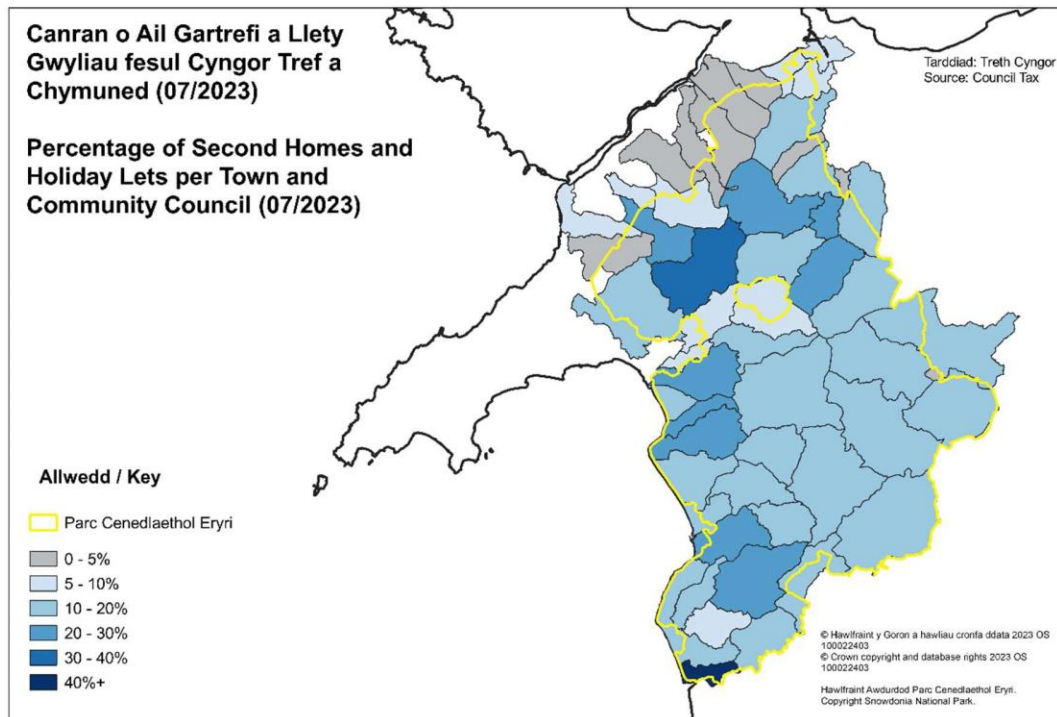 Canran o Ail Gartrefi a Llety
Gwyliau fesul Cyngor Tref a
Chymuned (07/2023)
Percentage of Second Homes and
Holiday Lets per Town and
Community Council (07/2023)
Tarddiad: Treth Cyngor
Source: Council Tax
Allwedd / Key
Parc Cenedlaethol Eryri
0 - 5%
5 - 10%
10 - 20%
20 - 30%
30 - 40%
40%+
© Hawlfraint y Goron a hawliau cronfa ddata 2023 OS
100022403
© Crown copyright and database rights 2023 OS
100022403
Hawlfraint Awdurdod Parc Cenedlaethol Eryri.
Copyright Snowdonia National Park.